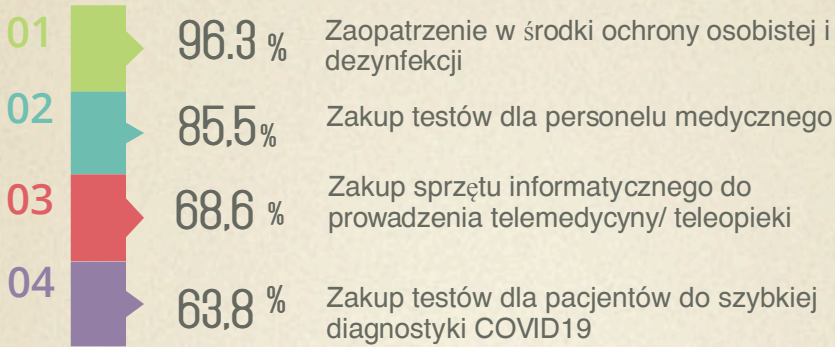 01
96.3 %
Zaopatrzenie w środki ochrony osobistej i
dezynfekcji
02
85,5%
Zakup testów dla personelu medycznego
03
68,6 %
Zakup sprzętu informatycznego do
prowadzenia telemedycyny/ teleopieki
04
63,8 %
Zakup testów dla pacjentów do szybkiej
diagnostyki COVID19